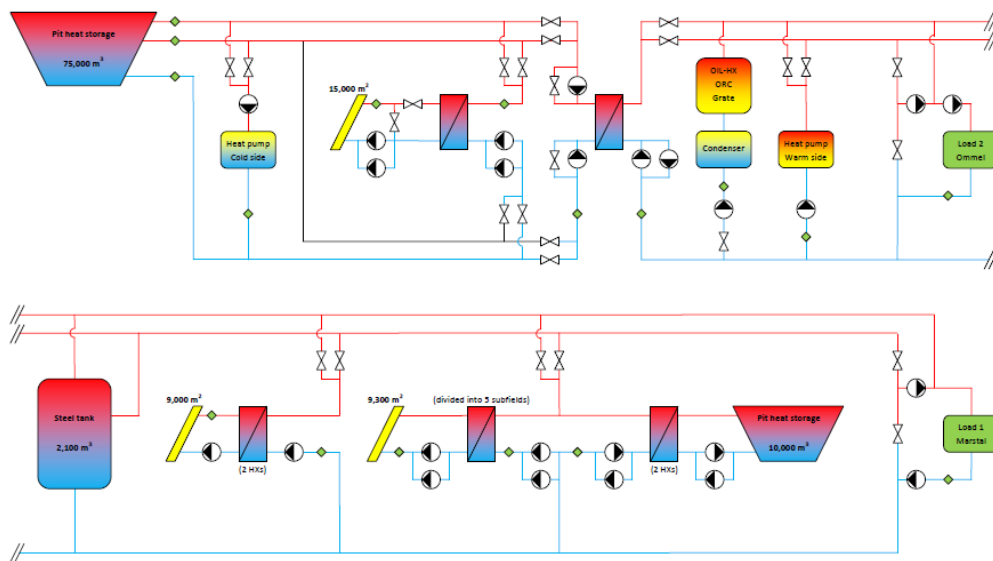 Pit heat storage
75,000 m³
15,000 m²
Heat pump
Cold side
OIL-HX
ORC
Grate
Condenser
Heat pump
Warm side
Load 2
Ommel
Steel tank
2,100 m³
9,000 m²
(2 HXs)
9,300 m²
(divided into 5 subfields)
(2 HXs)
Pit heat storage
10,000 m³
Load 1
Marstal